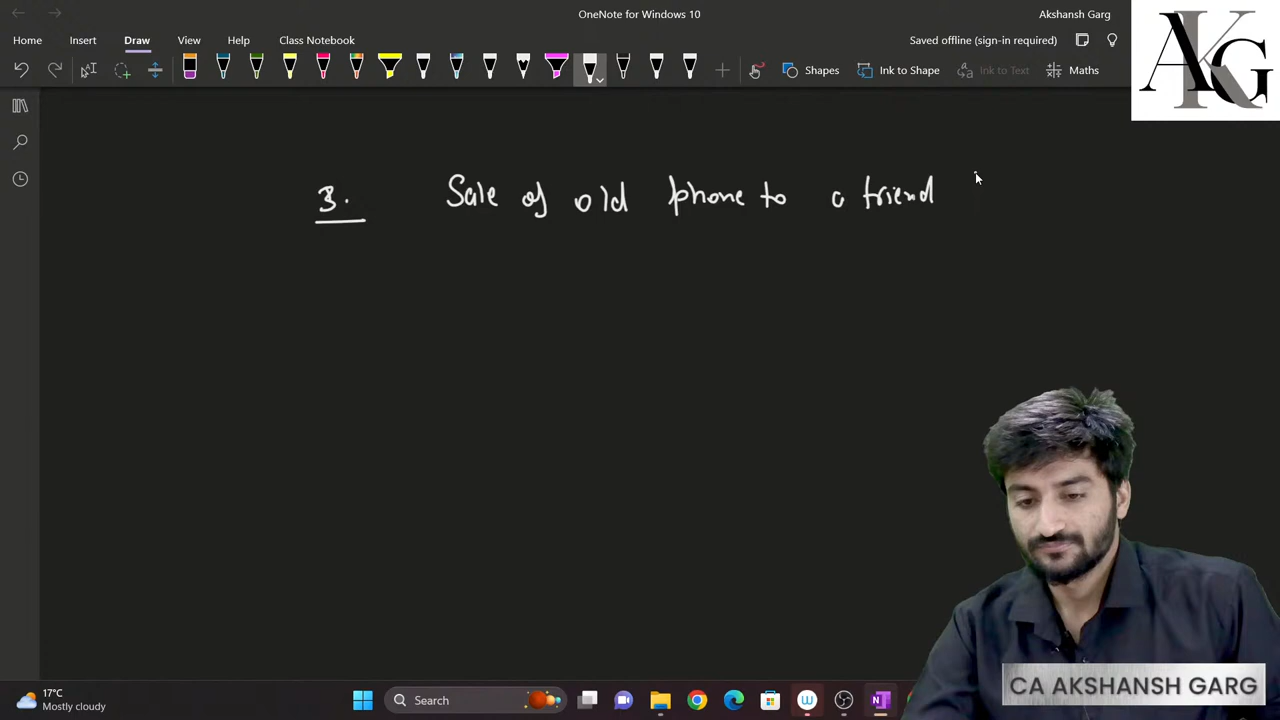 OneNote for Windows 10
Akshansh Garg
Home Insert Draw View Help Class Notebook
Saved offline (sign-in required)
Shapes Ink to Shape Ink to Text Maths
AKG
3. Sale of old phone to a friend
CA AKSHANSH GARG
17°C
Mostly cloudy
Search